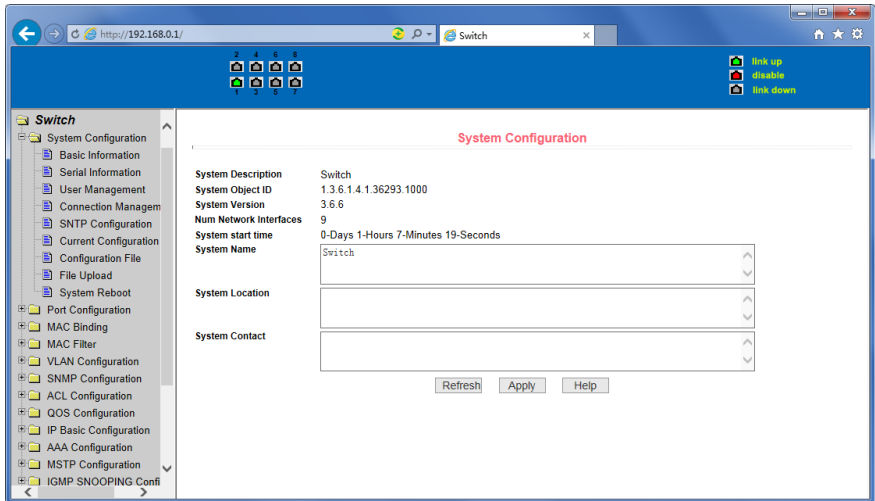 http://192.168.0.1/
Switch
2 4 6 8
1 3 5 7
link up
disable
link down
Switch
System Configuration
Basic Information
Serial Information
User Management
Connection Managem
SNTP Configuration
Current Configuration
Configuration File
File Upload
System Reboot
Port Configuration
MAC Binding
MAC Filter
VLAN Configuration
SNMP Configuration
ACL Configuration
QOS Configuration
IP Basic Configuration
AAA Configuration
MSTP Configuration
IGMP SNOOPING Confi
System Configuration
System Description Switch
System Object ID 1.3.6.1.4.1.36293.1000
System Version 3.6.6
Num Network Interfaces 9
System start time 0-Days 1-Hours 7-Minutes 19-Seconds
System Name Switch
System Location
System Contact
Refresh Apply Help